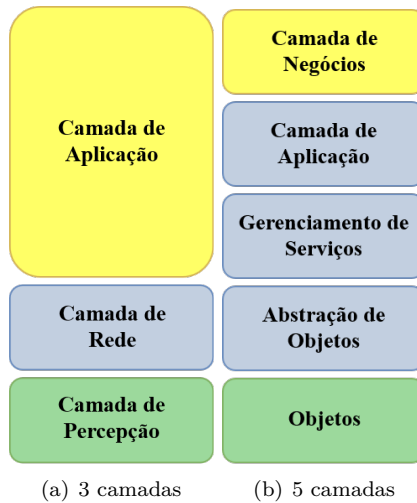 Camada de
Aplicação
Camada de
Rede
Camada de
Percepção
(a) 3 camadas
Camada de
Negócios
Camada de
Aplicação
Gerenciamento de
Serviços
Abstração de
Objetos
Objetos
(b) 5 camadas